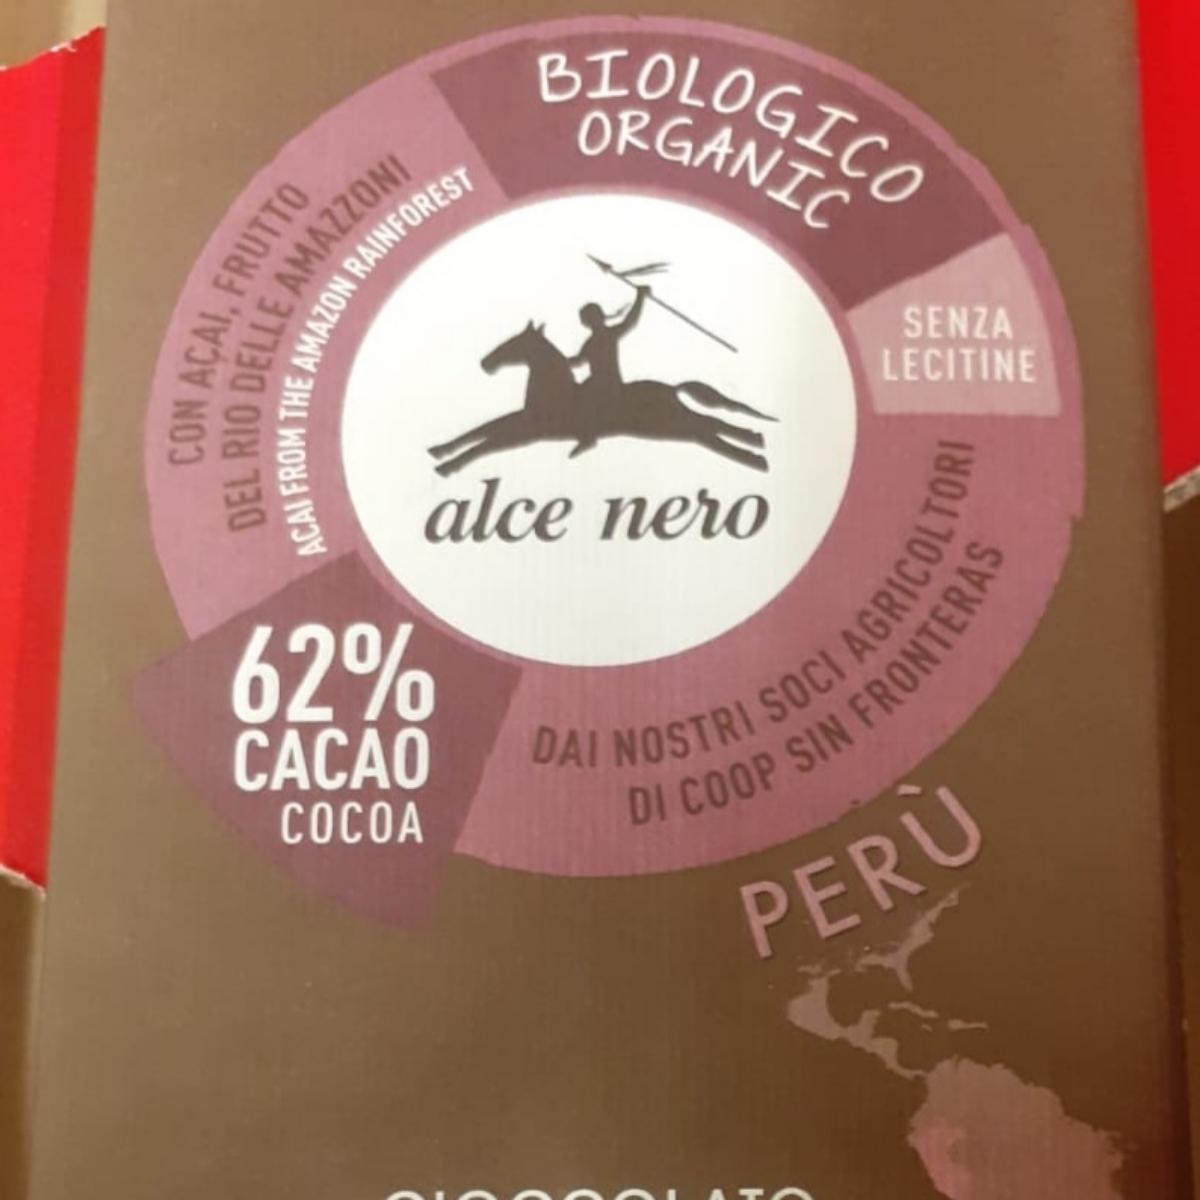 BIOLOGICO
ORGANIC
SENZA
LECITINE
CON AÇAI, FRUTTO
DEL RIO DELLE AMAZZONI
ACAI FROM THE AMAZON RAINFOREST
alce nero
62%
CACAO
COCOA
DAI NOSTRI SOCI AGRICOLTORI
DI COOP SIN FRONTERAS
PERÙ
CIOCCOLATO